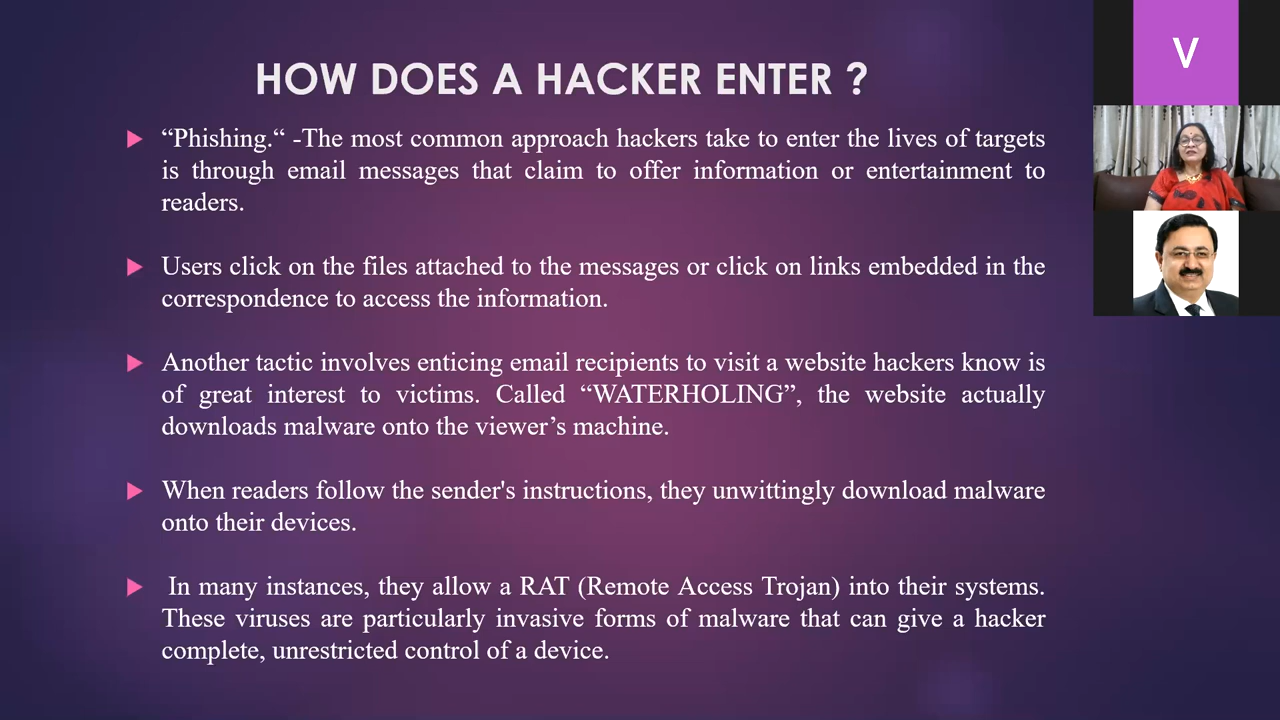 HOW DOES A HACKER ENTER ?
“Phishing.“ -The most common approach hackers take to enter the lives of targets
is through email messages that claim to offer information or entertainment to
readers.
Users click on the files attached to the messages or click on links embedded in the
correspondence to access the information.
Another tactic involves enticing email recipients to visit a website hackers know is
of great interest to victims. Called “WATERHOLING”, the website actually
downloads malware onto the viewer’s machine.
When readers follow the sender's instructions, they unwittingly download malware
onto their devices.
In many instances, they allow a RAT (Remote Access Trojan) into their systems.
These viruses are particularly invasive forms of malware that can give a hacker
complete, unrestricted control of a device.
V